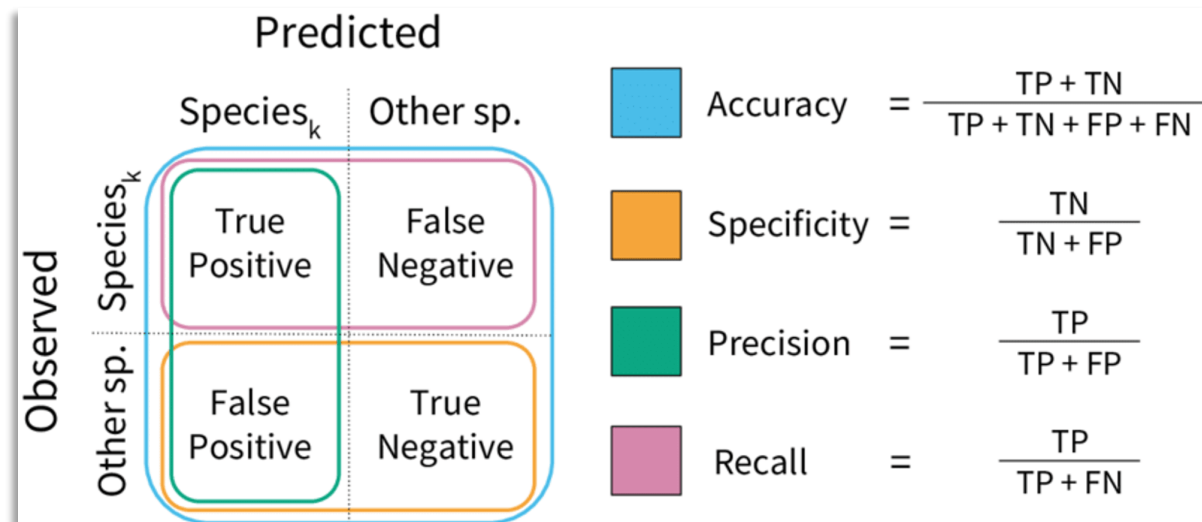 Predicted
Species_k Other sp.
Observed
Species_k
Other sp.
True
Positive
False
Negative
False
Positive
True
Negative
Accuracy = TP + TN
TP + TN + FP + FN
Specificity = TN
TN + FP
Precision = TP
TP + FP
Recall = TP
TP + FN